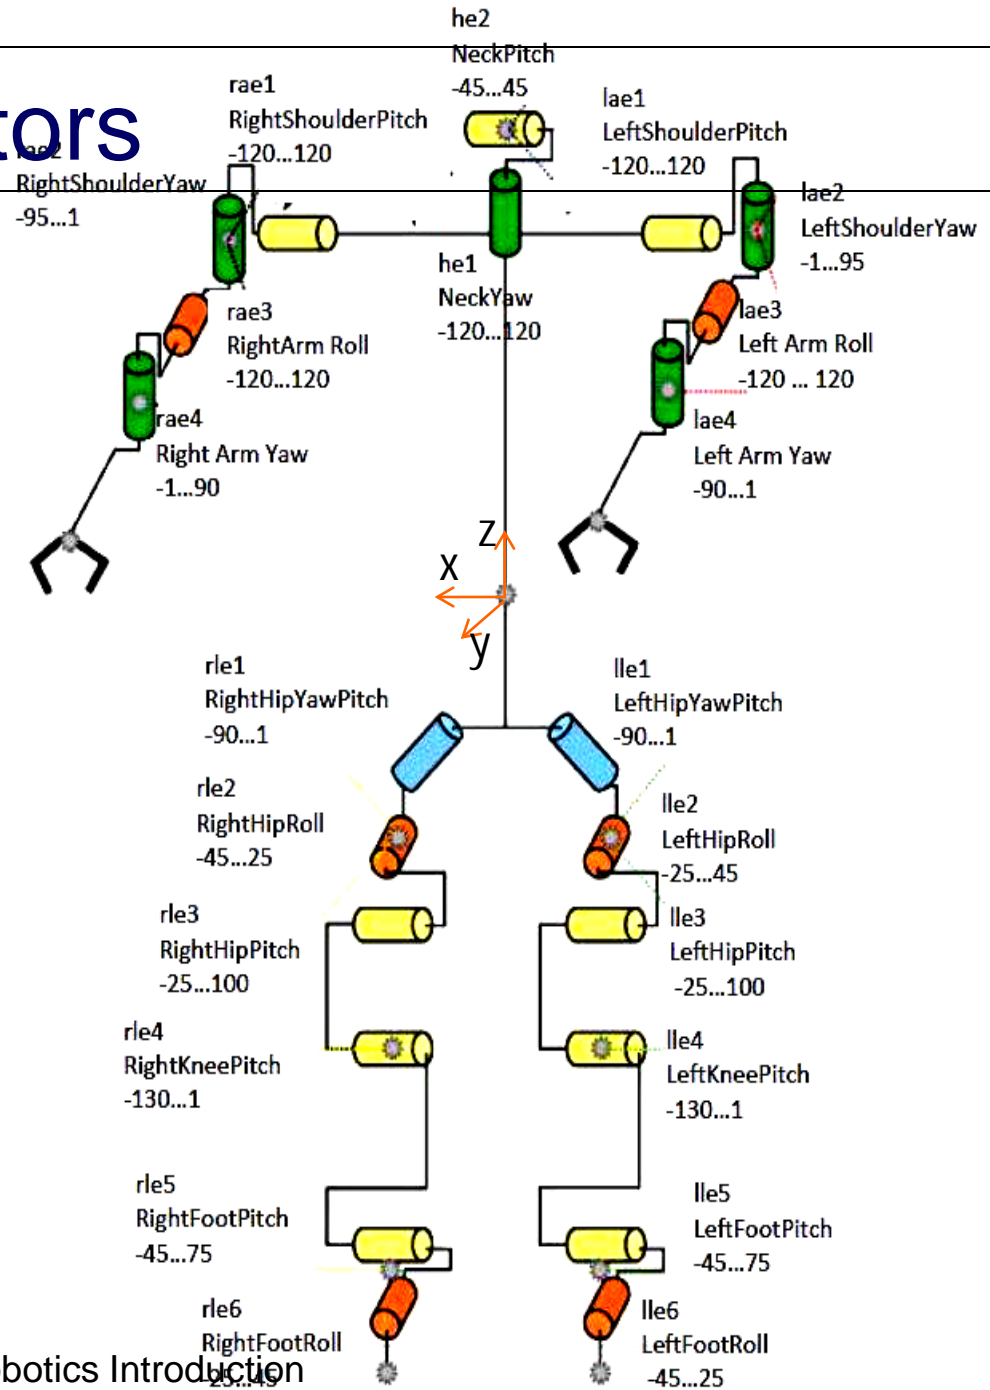 he2
NeckPitch
-45...45
tors
rae1
RightShoulderPitch
-120...120
lae1
LeftShoulderPitch
-120...120
rae2
RightShoulderYaw
-95...1
lae2
LeftShoulderYaw
-1...95
he1
NeckYaw
-120...120
rae3
RightArm Roll
-120...120
lae3
Left Arm Roll
-120 ... 120
rae4
Right Arm Yaw
-1...90
lae4
Left Arm Yaw
-90...1
z
x
y
rle1
RightHipYawPitch
-90...1
lle1
LeftHipYawPitch
-90...1
rle2
RightHipRoll
-45...25
lle2
LeftHipRoll
-25...45
rle3
RightHipPitch
-25...100
lle3
LeftHipPitch
-25...100
rle4
RightKneePitch
-130...1
lle4
LeftKneePitch
-130...1
rle5
RightFootPitch
-45...75
lle5
LeftFootPitch
-45...75
rle6
RightFootRoll
-25...45
lle6
LeftFootRoll
-45...25
botics Introduction